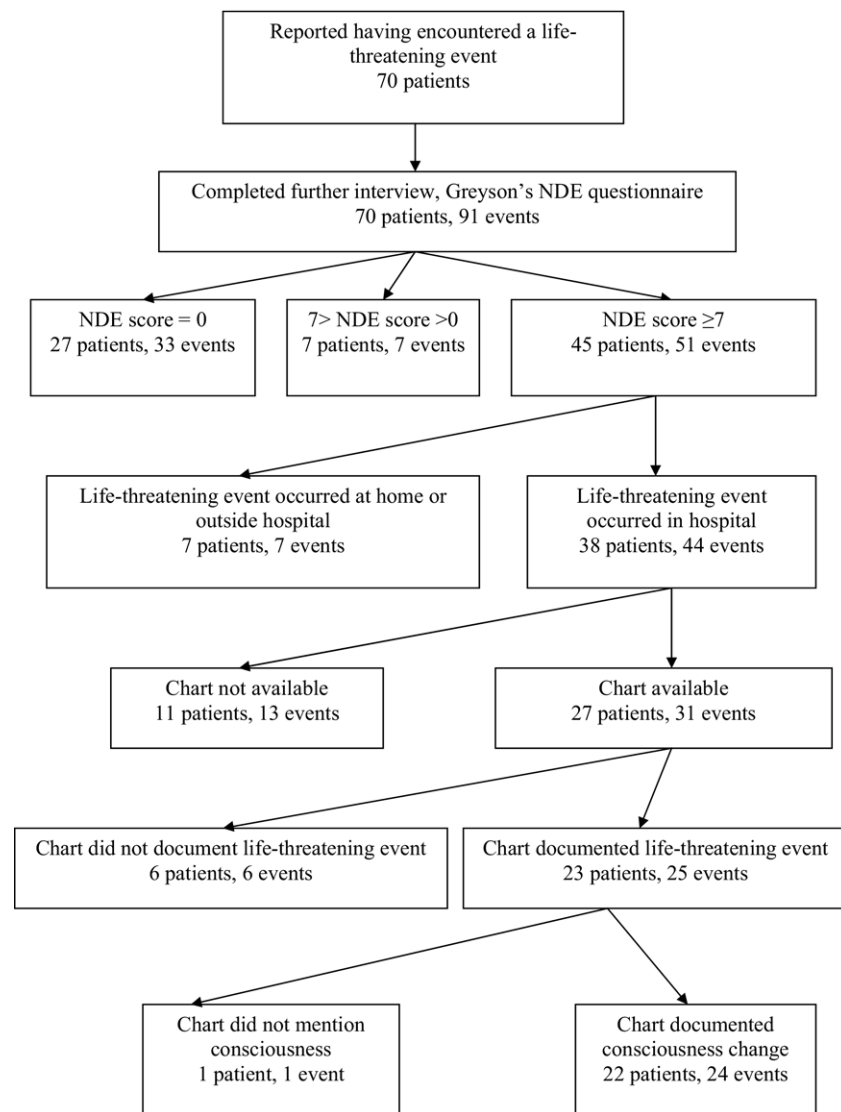 Reported having encountered a life-
threatening event
70 patients
Completed further interview, Greyson’s NDE questionnaire
70 patients, 91 events
NDE score = 0
27 patients, 33 events
7> NDE score >0
7 patients, 7 events
NDE score ≥7
45 patients, 51 events
Life-threatening event occurred at home or
outside hospital
7 patients, 7 events
Life-threatening event
occurred in hospital
38 patients, 44 events
Chart not available
11 patients, 13 events
Chart available
27 patients, 31 events
Chart did not document life-threatening event
6 patients, 6 events
Chart documented life-threatening event
23 patients, 25 events
Chart did not mention
consciousness
1 patient, 1 event
Chart documented
consciousness change
22 patients, 24 events